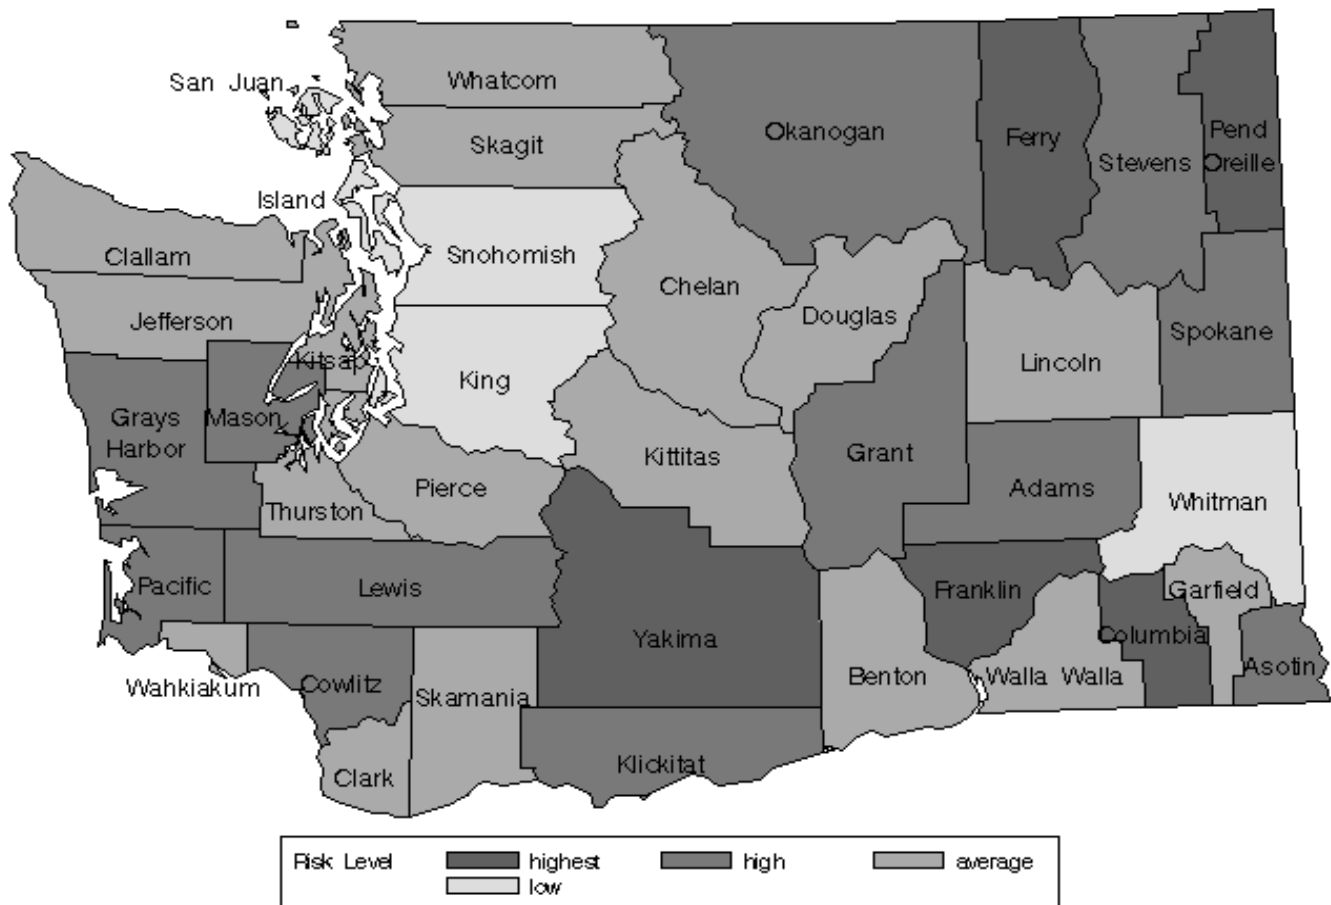 San Juan
Whatcom
Okanogan
Ferry
Pend
Oreille
Stevens
Skagit
Island
Clallam
Snohomish
Chelan
Jefferson
Douglas
Spokane
Kitsap
King
Lincoln
Grays
Harbor
Mason
Kittitas
Grant
Pierce
Adams
Whitman
Thurston
Pacific
Lewis
Franklin
Garfield
Yakima
Columbia
Wahkiakum
Cowlitz
Skamania
Benton
Walla Walla
Asotin
Clark
Klickitat
Risk Level highest high average
low